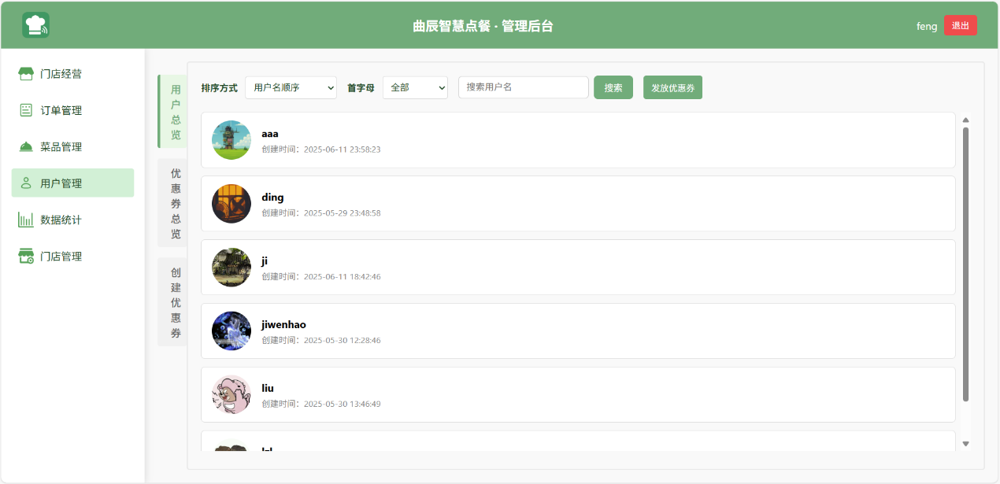 曲辰智慧点餐 · 管理后台
feng
退出
门店经营
订单管理
菜品管理
用户管理
数据统计
门店管理
用户总览
优惠券总览
创建优惠券
排序方式
用户名顺序
首字母
全部
搜索用户名
搜索
发放优惠券
aaa
创建时间：2025-06-11 23:58:23
ding
创建时间：2025-05-29 23:48:58
ji
创建时间：2025-06-11 18:42:46
jiwenhao
创建时间：2025-05-30 12:28:46
liu
创建时间：2025-05-30 13:46:49